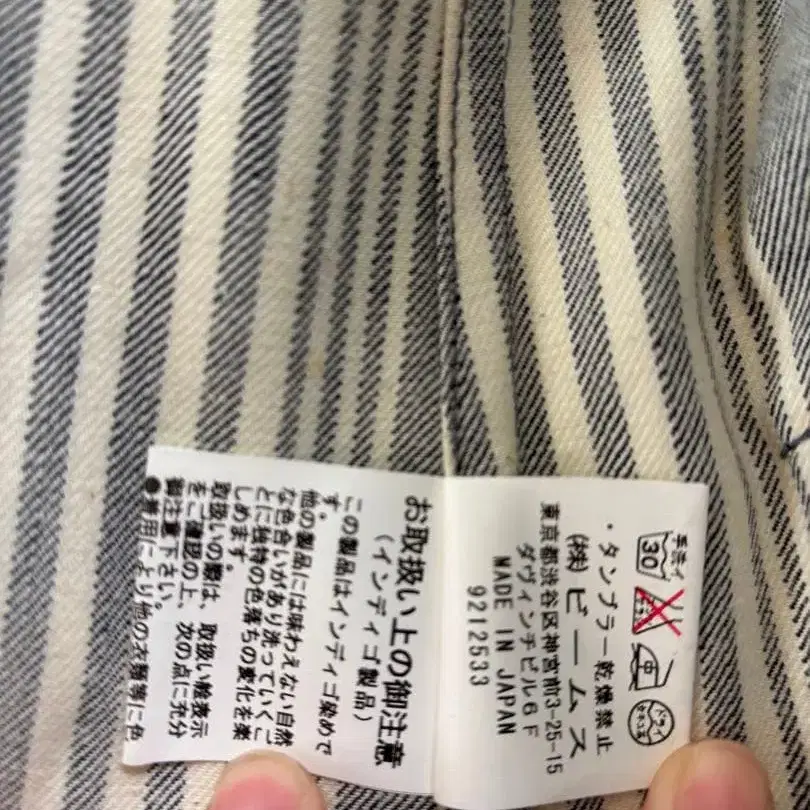 手洗イ
30
・タンブラー乾燥禁止
(株)ビームス
東京都渋谷区神宮前3-25-15
ダヴィンチビル6F
MADE IN JAPAN
9212533
お取扱い上の御注意
(インディゴ製品)
この製品はインディゴ染めで
す。
他の製品には味わえない自然
な色合いがあり洗っていくご
とに独特の色落ちの変化を楽
しめます。
取扱いの際は、取扱い絵表示
をご確認の上、次の点に充分
御注意下さい。
●着用により他の衣類等に色